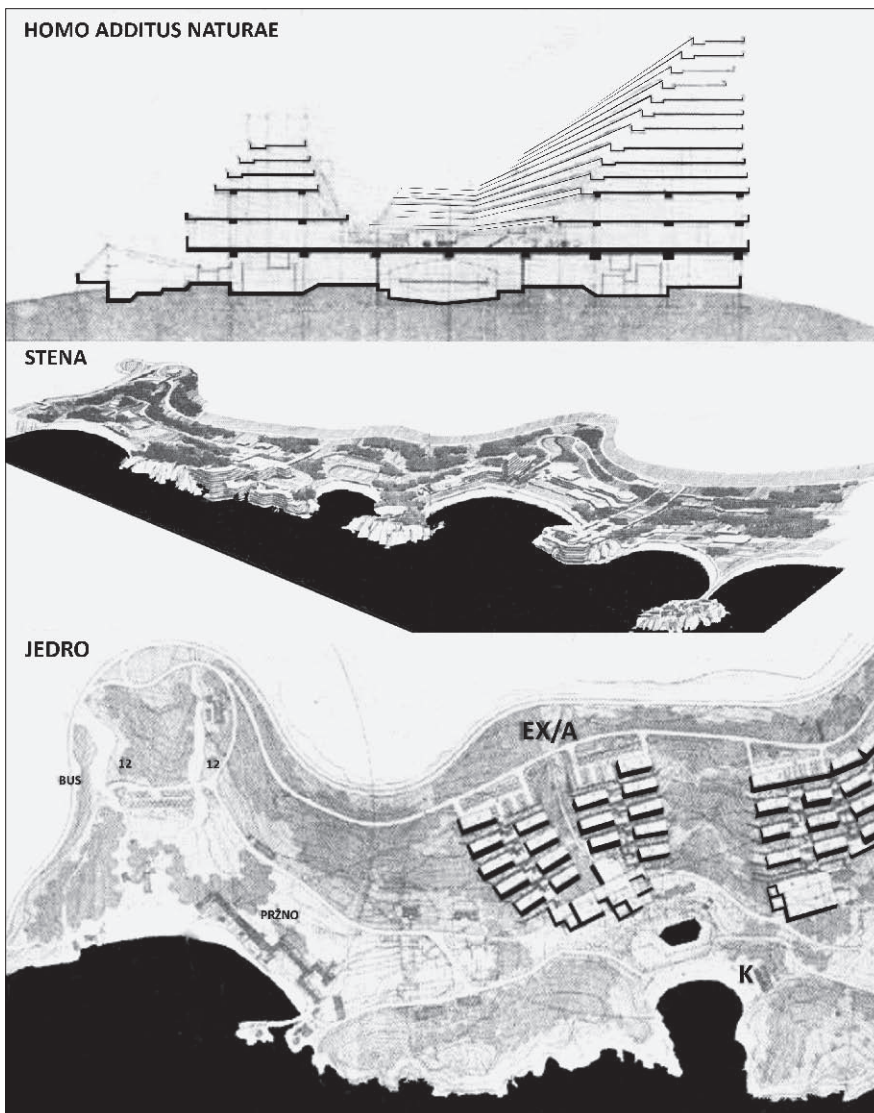 HOMO ADDITUS NATURAE
STENA
JEDRO
EX/A
BUS
12
12
PRŽNO
K